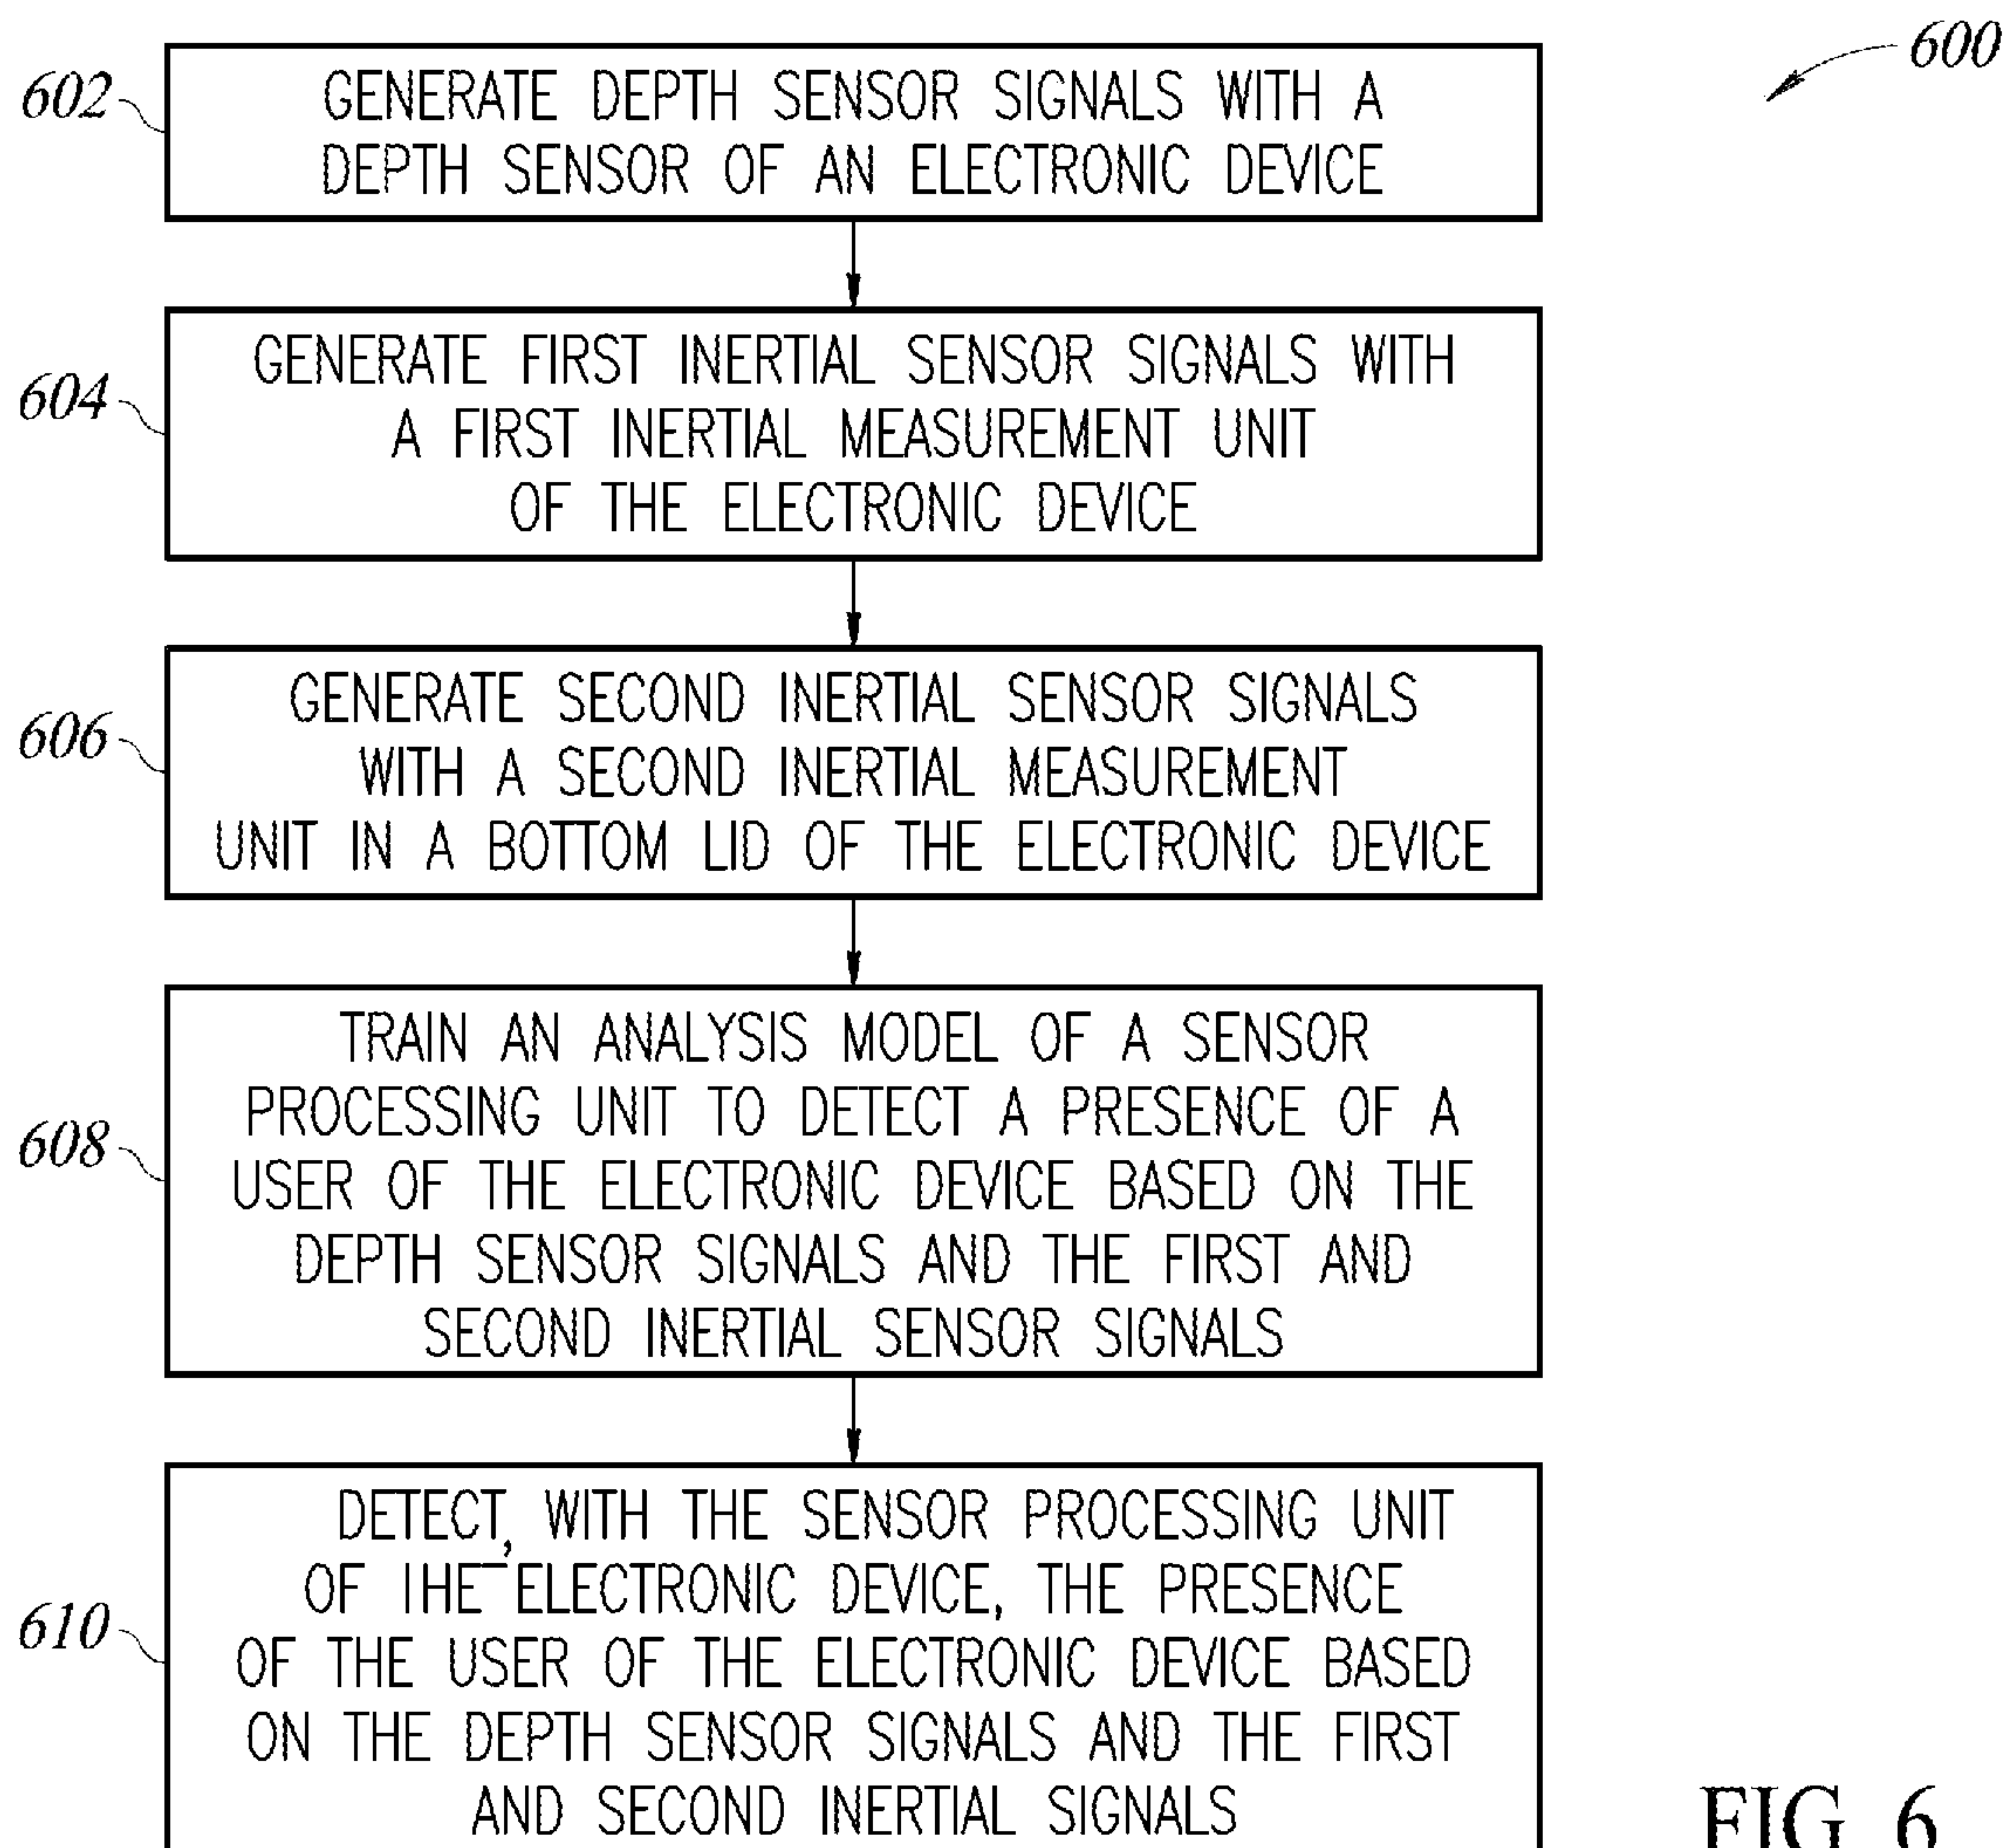 600
602
GENERATE DEPTH SENSOR SIGNALS WITH A
DEPTH SENSOR OF AN ELECTRONIC DEVICE
604
GENERATE FIRST INERTIAL SENSOR SIGNALS WITH
A FIRST INERTIAL MEASUREMENT UNIT
OF THE ELECTRONIC DEVICE
606
GENERATE SECOND INERTIAL SENSOR SIGNALS
WITH A SECOND INERTIAL MEASUREMENT
UNIT IN A BOTTOM LID OF THE ELECTRONIC DEVICE
608
TRAIN AN ANALYSIS MODEL OF A SENSOR
PROCESSING UNIT TO DETECT A PRESENCE OF A
USER OF THE ELECTRONIC DEVICE BASED ON THE
DEPTH SENSOR SIGNALS AND THE FIRST AND
SECOND INERTIAL SENSOR SIGNALS
610
DETECT, WITH THE SENSOR PROCESSING UNIT
OF THE ELECTRONIC DEVICE, THE PRESENCE
OF THE USER OF THE ELECTRONIC DEVICE BASED
ON THE DEPTH SENSOR SIGNALS AND THE FIRST
AND SECOND INERTIAL SIGNALS
FIG. 6